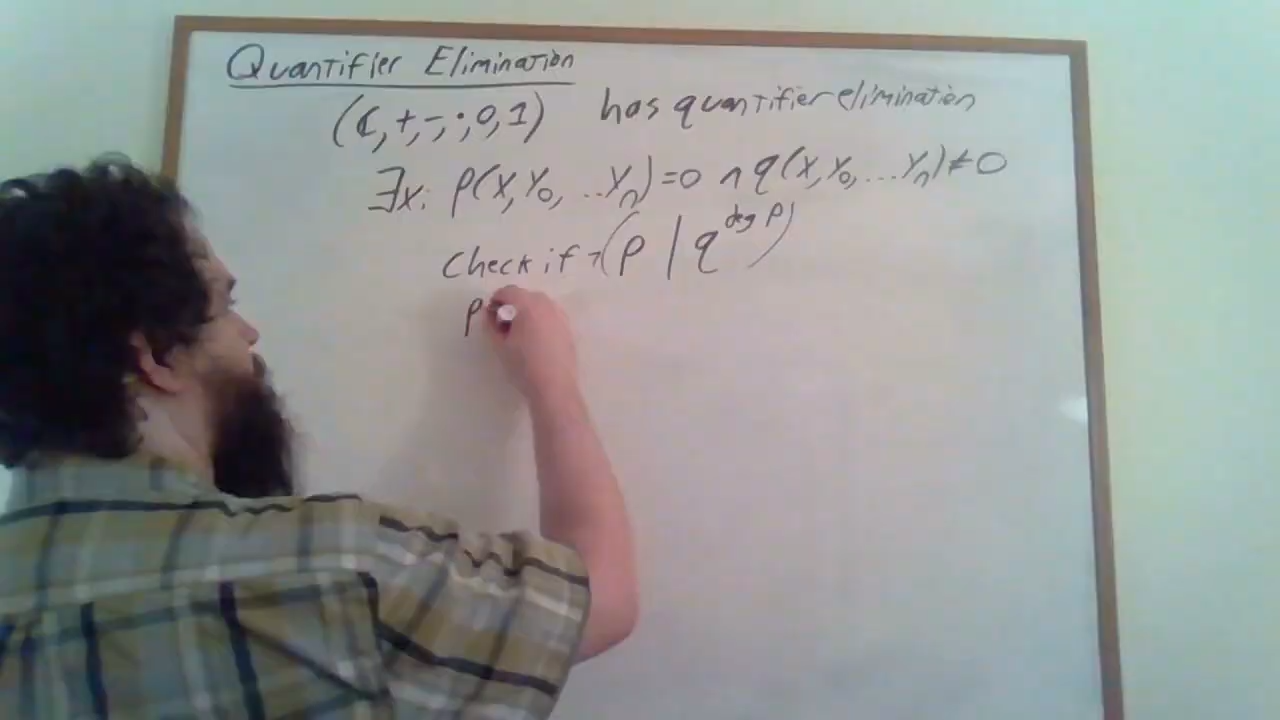 Quantifier Elimination
(ℂ,+,-,·,0,1) has quantifier elimination
∃x: p(x,y₀,...yₙ)=0 ∧ q(x,y₀,...yₙ)≠0
Check if ¬(p | q^deg p)
p